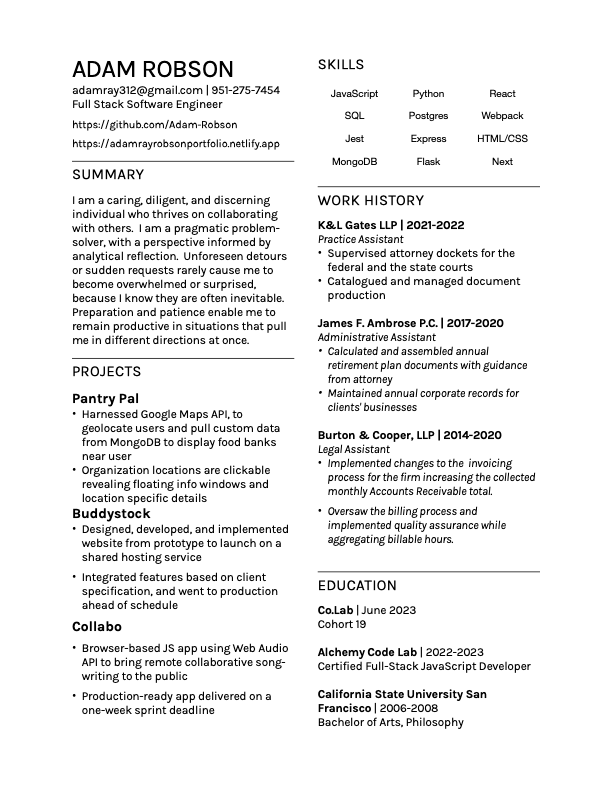 ADAM ROBSON
adamray312@gmail.com | 951-275-7454
Full Stack Software Engineer
https://github.com/Adam-Robson
https://adamrayrobsonportfolio.netlify.app
SUMMARY
I am a caring, diligent, and discerning
individual who thrives on collaborating
with others.  I am a pragmatic problem-
solver, with a perspective informed by
analytical reflection.  Unforeseen detours
or sudden requests rarely cause me to
become overwhelmed or surprised,
because I know they are often inevitable.
Preparation and patience enable me to
remain productive in situations that pull
me in different directions at once.
PROJECTS
Pantry Pal
• Harnessed Google Maps API, to
geolocate users and pull custom data
from MongoDB to display food banks
near user
• Organization locations are clickable
revealing floating info windows and
location specific details
Buddystock
• Designed, developed, and implemented
website from prototype to launch on a
shared hosting service
• Integrated features based on client
specification, and went to production
ahead of schedule
Collabo
• Browser-based JS app using Web Audio
API to bring remote collaborative song-
writing to the public
• Production-ready app delivered on a
one-week sprint deadline
SKILLS
JavaScript Python React
SQL Postgres Webpack
Jest Express HTML/CSS
MongoDB Flask Next
WORK HISTORY
K&L Gates LLP | 2021-2022
Practice Assistant
• Supervised attorney dockets for the
federal and the state courts
• Catalogued and managed document
production
James F. Ambrose P.C. | 2017-2020
Administrative Assistant
• Calculated and assembled annual
retirement plan documents with guidance
from attorney
• Maintained annual corporate records for
clients' businesses
Burton & Cooper, LLP | 2014-2020
Legal Assistant
• Implemented changes to the  invoicing
process for the firm increasing the collected
monthly Accounts Receivable total.
• Oversaw the billing process and
implemented quality assurance while
aggregating billable hours.
EDUCATION
Co.Lab | June 2023
Cohort 19
Alchemy Code Lab | 2022-2023
Certified Full-Stack JavaScript Developer
California State University San
Francisco | 2006-2008
Bachelor of Arts, Philosophy